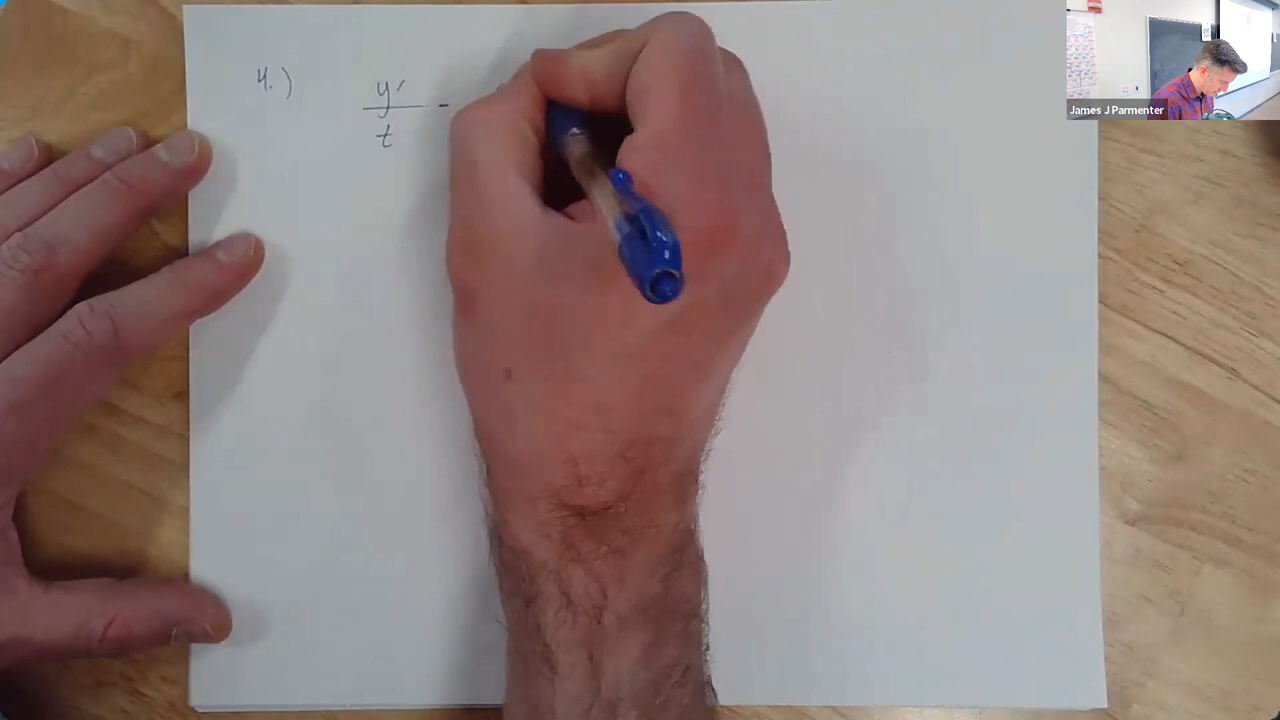 4.) y′ -
t
James J Parmenter